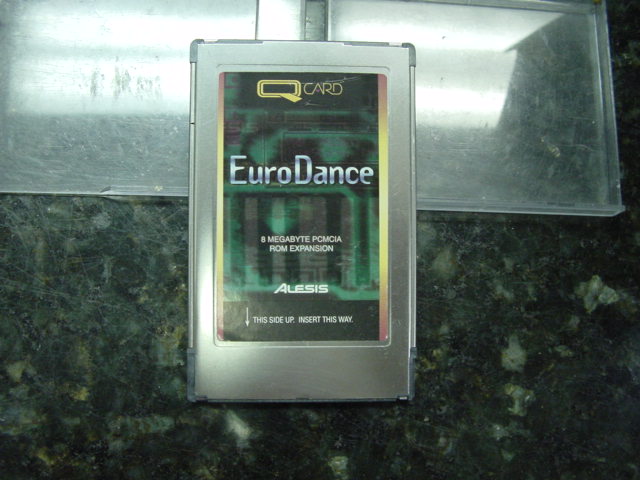 Q CARD
EuroDance
8 MEGABYTE PCMCIA
ROM EXPANSION
ALESIS
THIS SIDE UP. INSERT THIS WAY.